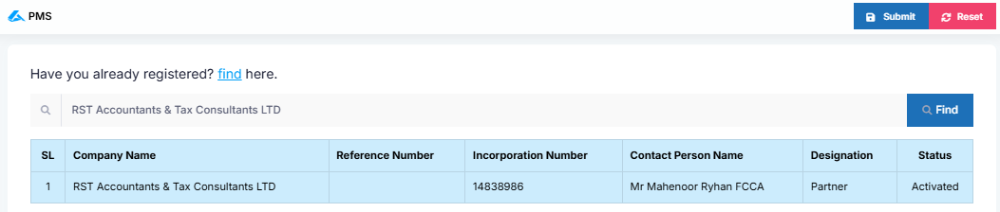 PMS
Submit
Reset
Have you already registered? find here.
RST Accountants & Tax Consultants LTD
Find
SL Company Name Reference Number Incorporation Number Contact Person Name Designation Status
1 RST Accountants & Tax Consultants LTD 14838986 Mr Mahenoor Ryhan FCCA Partner Activated